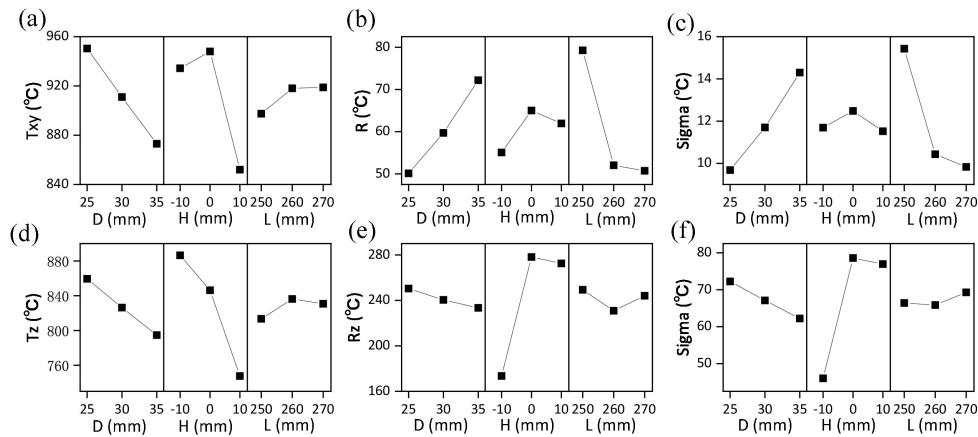 (a)
960
920
880
840
Txy (℃)
25 30 35 -10 0 10 250 260 270
D (mm) H (mm) L (mm)
(b)
80
70
60
50
R (℃)
25 30 35 -10 0 10 250 260 270
D (mm) H (mm) L (mm)
(c)
16
14
12
10
Sigma (℃)
25 30 35 -10 0 10 250 260 270
D (mm) H (mm) L (mm)
(d)
880
840
800
760
Tz (℃)
25 30 35 -10 0 10 250 260 270
D (mm) H (mm) L (mm)
(e)
280
240
200
160
Rz (℃)
25 30 35 -10 0 10 250 260 270
D (mm) H (mm) L (mm)
(f)
80
70
60
50
Sigma (℃)
25 30 35 -10 0 10 250 260 270
D (mm) H (mm) L (mm)